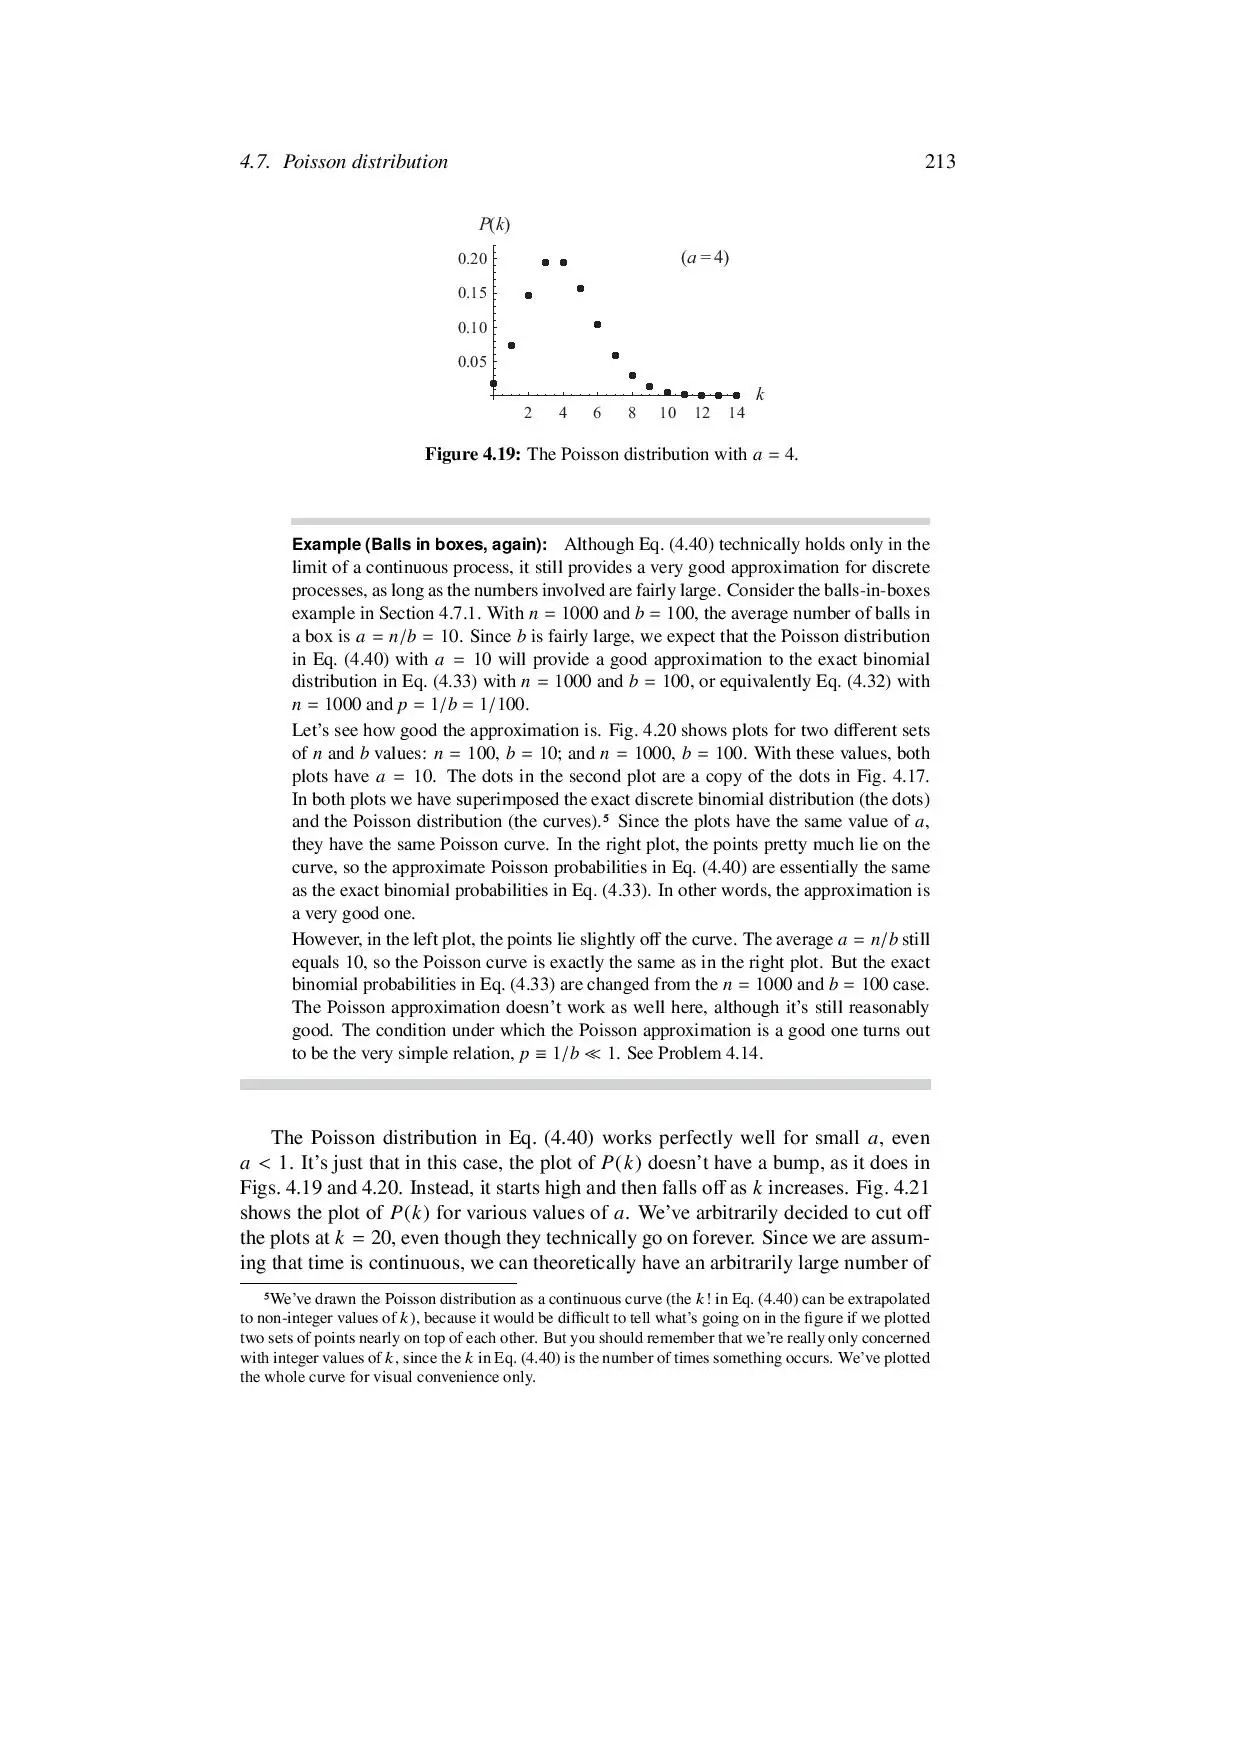 4.7. Poisson distribution 213
P(k)
0.20
(a = 4)
0.15
0.10
0.05
k
2 4 6 8 10 12 14
Figure 4.19: The Poisson distribution with a = 4.
Example (Balls in boxes, again): Although Eq. (4.40) technically holds only in the
limit of a continuous process, it still provides a very good approximation for discrete
processes, as long as the numbers involved are fairly large. Consider the balls-in-boxes
example in Section 4.7.1. With n = 1000 and b = 100, the average number of balls in
a box is a = n/b = 10. Since b is fairly large, we expect that the Poisson distribution
in Eq. (4.40) with a = 10 will provide a good approximation to the exact binomial
distribution in Eq. (4.33) with n = 1000 and b = 100, or equivalently Eq. (4.32) with
n = 1000 and p = 1/b = 1/100.
Let's see how good the approximation is. Fig. 4.20 shows plots for two different sets
of n and b values: n = 100, b = 10; and n = 1000, b = 100. With these values, both
plots have a = 10. The dots in the second plot are a copy of the dots in Fig. 4.17.
In both plots we have superimposed the exact discrete binomial distribution (the dots)
and the Poisson distribution (the curves).⁵ Since the plots have the same value of a,
they have the same Poisson curve. In the right plot, the points pretty much lie on the
curve, so the approximate Poisson probabilities in Eq. (4.40) are essentially the same
as the exact binomial probabilities in Eq. (4.33). In other words, the approximation is
a very good one.
However, in the left plot, the points lie slightly off the curve. The average a = n/b still
equals 10, so the Poisson curve is exactly the same as in the right plot. But the exact
binomial probabilities in Eq. (4.33) are changed from the n = 1000 and b = 100 case.
The Poisson approximation doesn't work as well here, although it's still reasonably
good. The condition under which the Poisson approximation is a good one turns out
to be the very simple relation, p ≡ 1/b ≪ 1. See Problem 4.14.
The Poisson distribution in Eq. (4.40) works perfectly well for small a, even
a < 1. It's just that in this case, the plot of P(k) doesn't have a bump, as it does in
Figs. 4.19 and 4.20. Instead, it starts high and then falls off as k increases. Fig. 4.21
shows the plot of P(k) for various values of a. We've arbitrarily decided to cut off
the plots at k = 20, even though they technically go on forever. Since we are assum-
ing that time is continuous, we can theoretically have an arbitrarily large number of
⁵We've drawn the Poisson distribution as a continuous curve (the k! in Eq. (4.40) can be extrapolated
to non-integer values of k), because it would be difficult to tell what's going on in the figure if we plotted
two sets of points nearly on top of each other. But you should remember that we're really only concerned
with integer values of k, since the k in Eq. (4.40) is the number of times something occurs. We've plotted
the whole curve for visual convenience only.